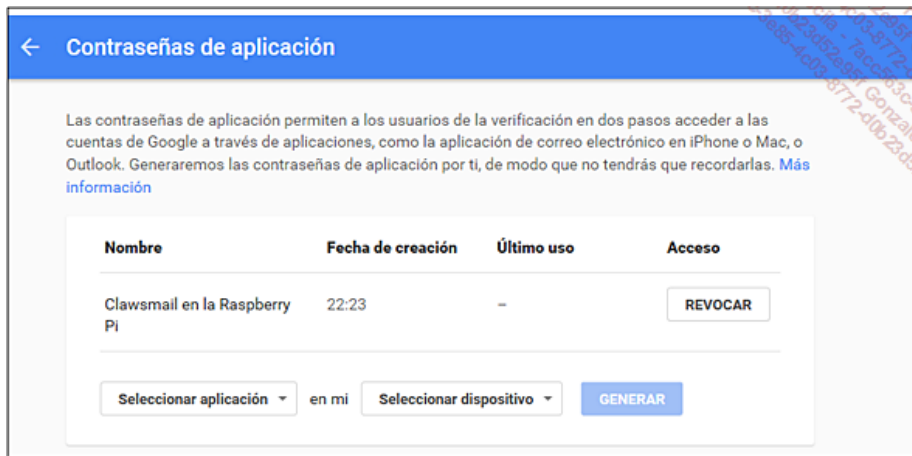 Contraseñas de aplicación
Las contraseñas de aplicación permiten a los usuarios de la verificación en dos pasos acceder a las
cuentas de Google a través de aplicaciones, como la aplicación de correo electrónico en iPhone o Mac, o
Outlook. Generaremos las contraseñas de aplicación por ti, de modo que no tendrás que recordarlas. Más
información
Nombre Fecha de creación Último uso Acceso
Clawsmail en la Raspberry 22:23 – REVOCAR
Pi
Seleccionar aplicación en mi Seleccionar dispositivo GENERAR